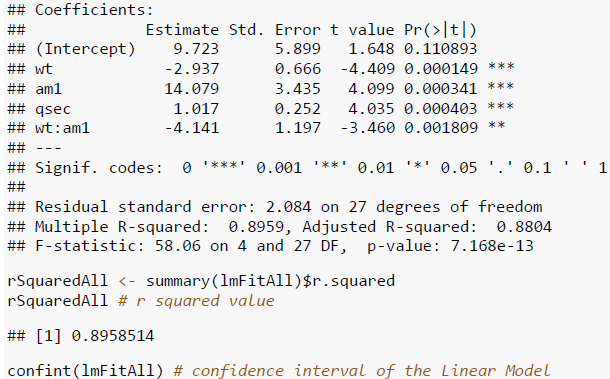 ## Coefficients:
##             Estimate Std. Error t value Pr(>|t|)
## (Intercept)    9.723      5.899   1.648 0.110893
## wt            -2.937      0.666  -4.409 0.000149 ***
## am1           14.079      3.435   4.099 0.000341 ***
## qsec           1.017      0.252   4.035 0.000403 ***
## wt:am1        -4.141      1.197  -3.460 0.001809 **
## ---
## Signif. codes:  0 '***' 0.001 '**' 0.01 '*' 0.05 '.' 0.1 ' ' 1
##
## Residual standard error: 2.084 on 27 degrees of freedom
## Multiple R-squared:  0.8959, Adjusted R-squared:  0.8804
## F-statistic: 58.06 on 4 and 27 DF,  p-value: 7.168e-13
rSquaredAll <- summary(lmFitAll)$r.squared
rSquaredAll # r squared value
## [1] 0.8958514
confint(lmFitAll) # confidence interval of the Linear Model